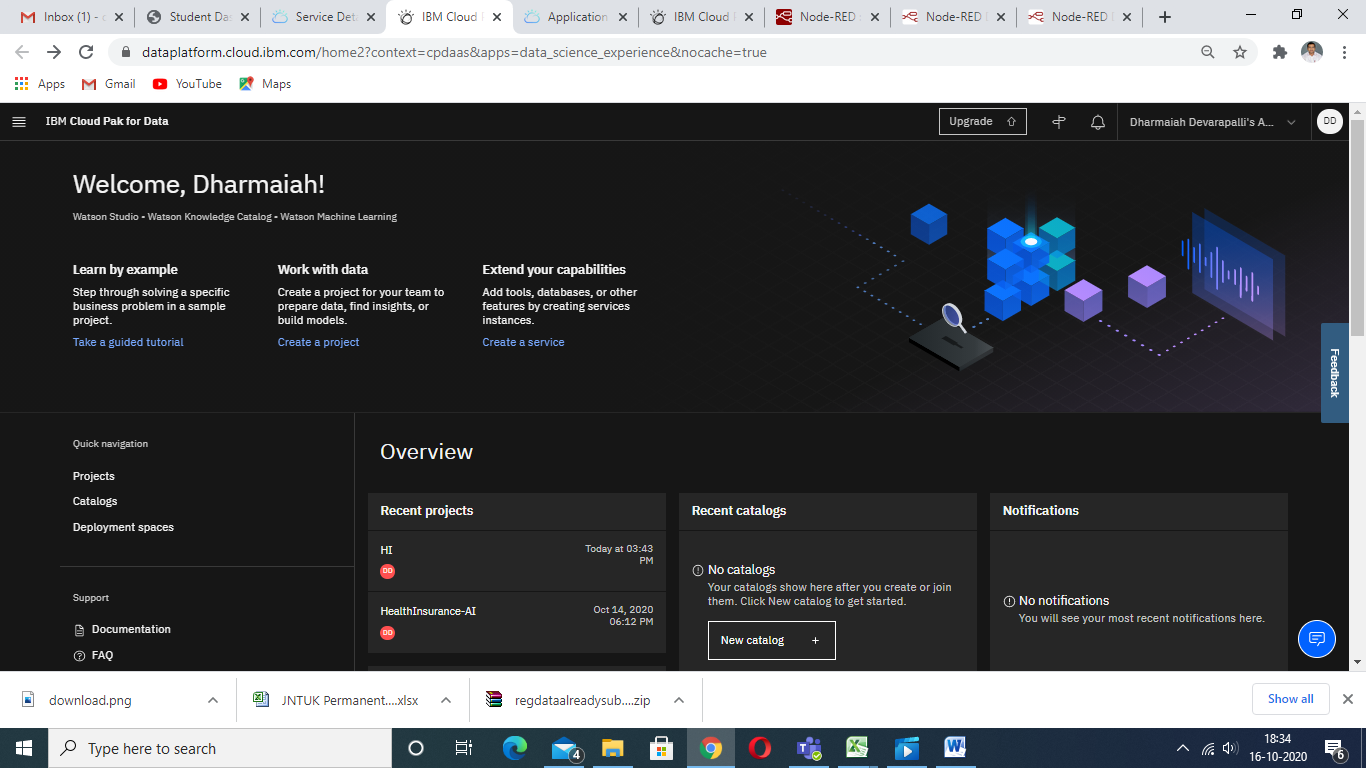 Inbox (1) - c
Student Das
Service Deta
IBM Cloud P
Application
IBM Cloud P
Node-RED
Node-RED
Node-RED
dataplatform.cloud.ibm.com/home2?context=cpdaas&apps=data_science_experience&nocache=true
Apps
Gmail
YouTube
Maps
IBM Cloud Pak for Data
Upgrade
Dharmaiah Devarapalli's A...
DD
Welcome, Dharmaiah!
Watson Studio • Watson Knowledge Catalog • Watson Machine Learning
Learn by example
Step through solving a specific
business problem in a sample
project.
Take a guided tutorial
Work with data
Create a project for your team to
prepare data, find insights, or
build models.
Create a project
Extend your capabilities
Add tools, databases, or other
features by creating services
instances.
Create a service
Feedback
Quick navigation
Projects
Catalogs
Deployment spaces
Support
Documentation
FAQ
Overview
Recent projects
HI
Today at 03:43
PM
DD
HealthInsurance-AI
Oct 14, 2020
06:12 PM
DD
Recent catalogs
No catalogs
Your catalogs show here after you create or join
them. Click New catalog to get started.
New catalog +
Notifications
No notifications
You will see your most recent notifications here.
download.png
JNTUK Permanent....xlsx
regdataalreadysub....zip
Show all
Type here to search
4
18:34
16-10-2020
6